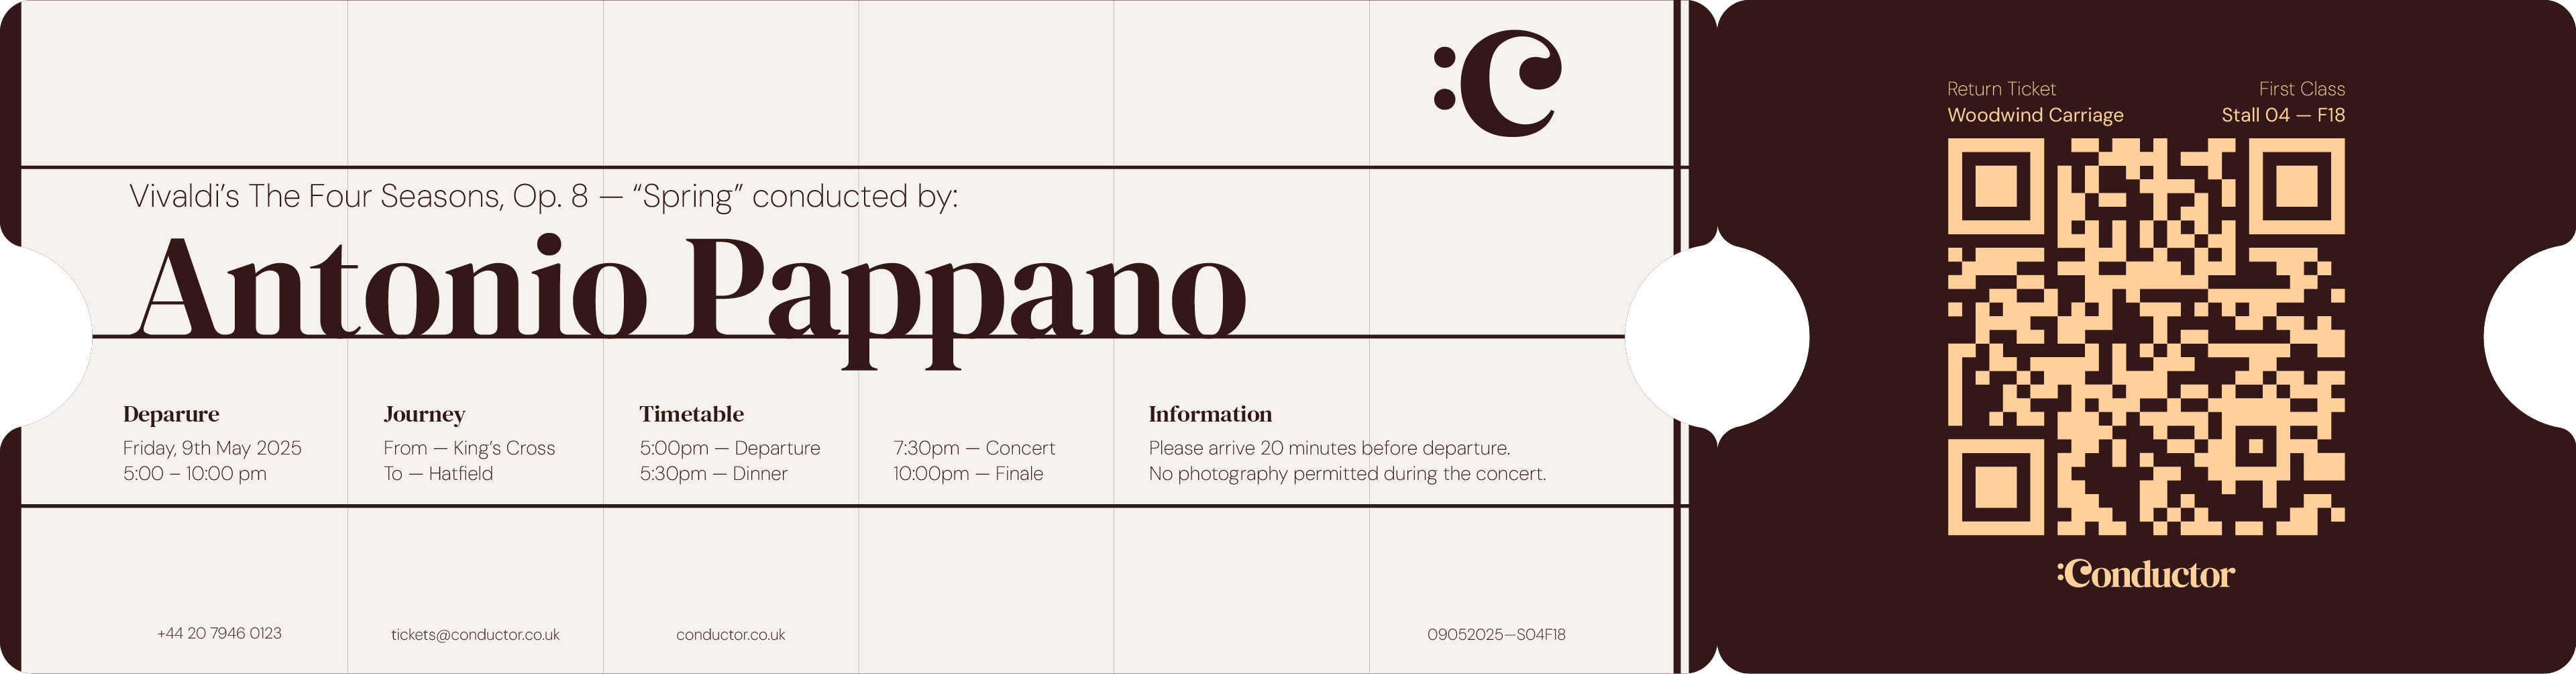 :C
Vivaldi's The Four Seasons, Op. 8 — “Spring” conducted by:
Antonio Pappano
Deparure
Friday, 9th May 2025
5:00 – 10:00 pm
Journey
From — King's Cross
To — Hatfield
Timetable
5:00pm — Departure
5:30pm — Dinner
7:30pm — Concert
10:00pm — Finale
Information
Please arrive 20 minutes before departure.
No photography permitted during the concert.
+44 20 7946 0123
tickets@conductor.co.uk
conductor.co.uk
09052025—S04F18
Return Ticket
Woodwind Carriage
First Class
Stall 04 — F18
:Conductor